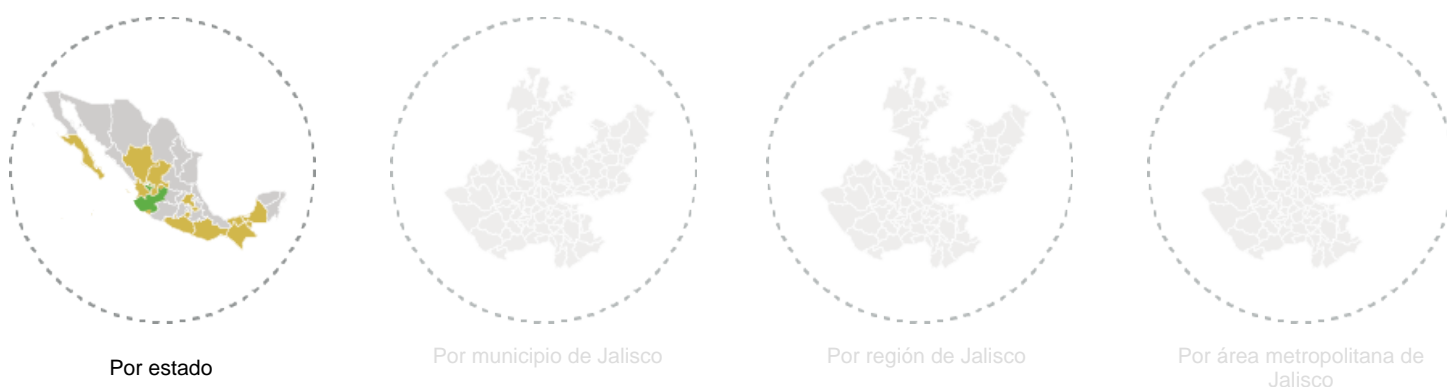 Por estado
Por municipio de Jalisco
Por región de Jalisco
Por área metropolitana de
Jalisco